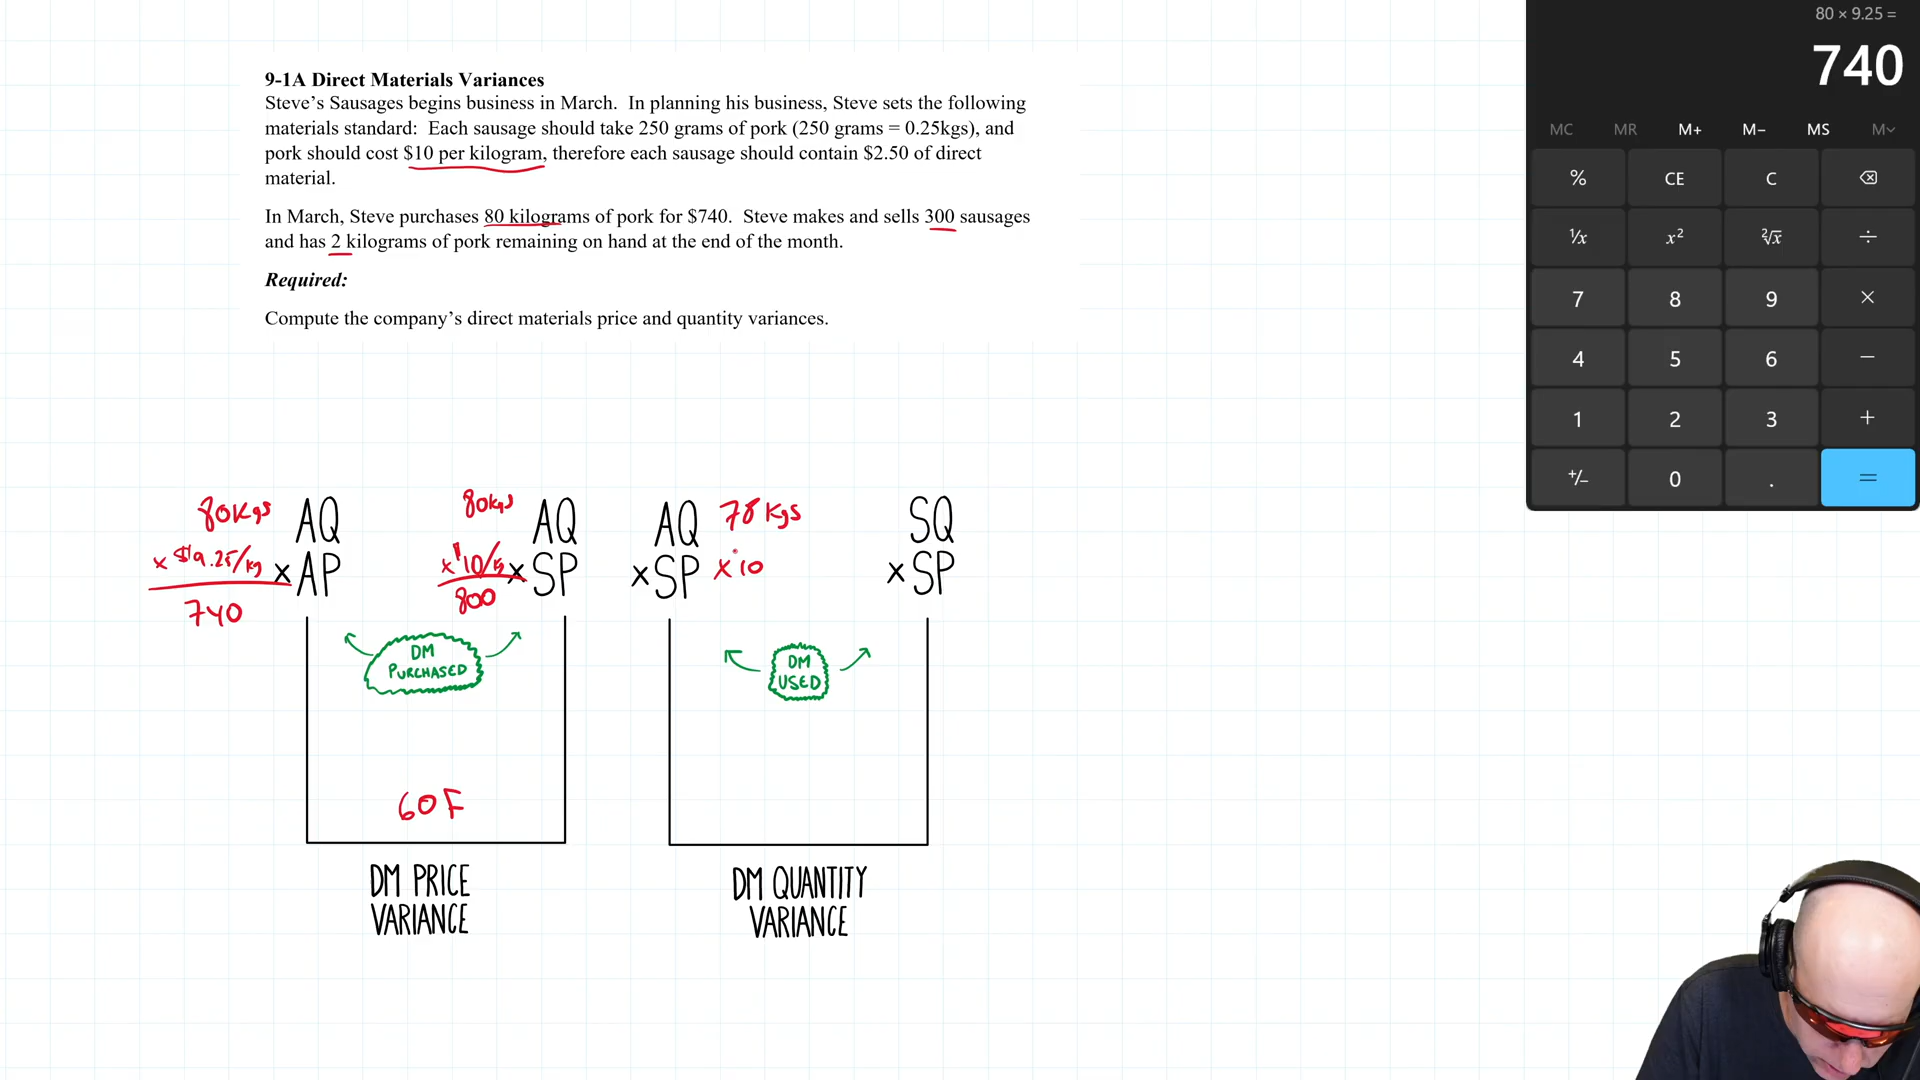 9-1A Direct Materials Variances
Steve's Sausages begins business in March. In planning his business, Steve sets the following
materials standard: Each sausage should take 250 grams of pork (250 grams = 0.25kgs), and
pork should cost $10 per kilogram, therefore each sausage should contain $2.50 of direct
material.
In March, Steve purchases 80 kilograms of pork for $740. Steve makes and sells 300 sausages
and has 2 kilograms of pork remaining on hand at the end of the month.
Required:
Compute the company's direct materials price and quantity variances.
80 × 9.25 =
740
MC MR M+ M− MS M˅
% CE C
¹/x x² ²√x ÷
7 8 9 ×
4 5 6 −
1 2 3 +
+/− 0 . =
80kgs AQ
x $9.25/kg xAP
740
80kgs AQ
x $10/kg xSP
800
AQ 78kgs
xSP x 10
SQ
xSP
DM
PURCHASED
DM
USED
60F
DM PRICE
VARIANCE
DM QUANTITY
VARIANCE